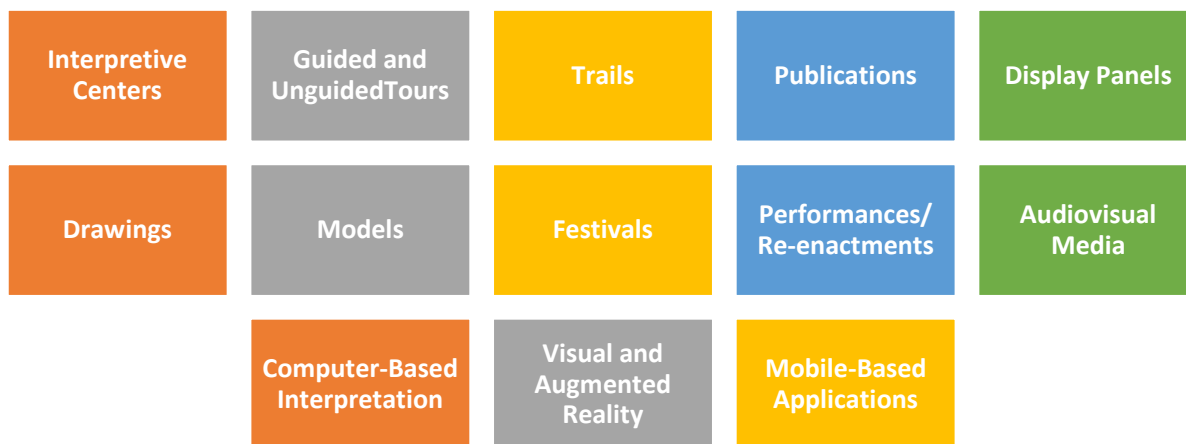 Interpretive
Centers
Guided and
UnguidedTours
Trails
Publications
Display Panels
Drawings
Models
Festivals
Performances/
Re-enactments
Audiovisual
Media
Computer-Based
Interpretation
Visual and
Augmented
Reality
Mobile-Based
Applications